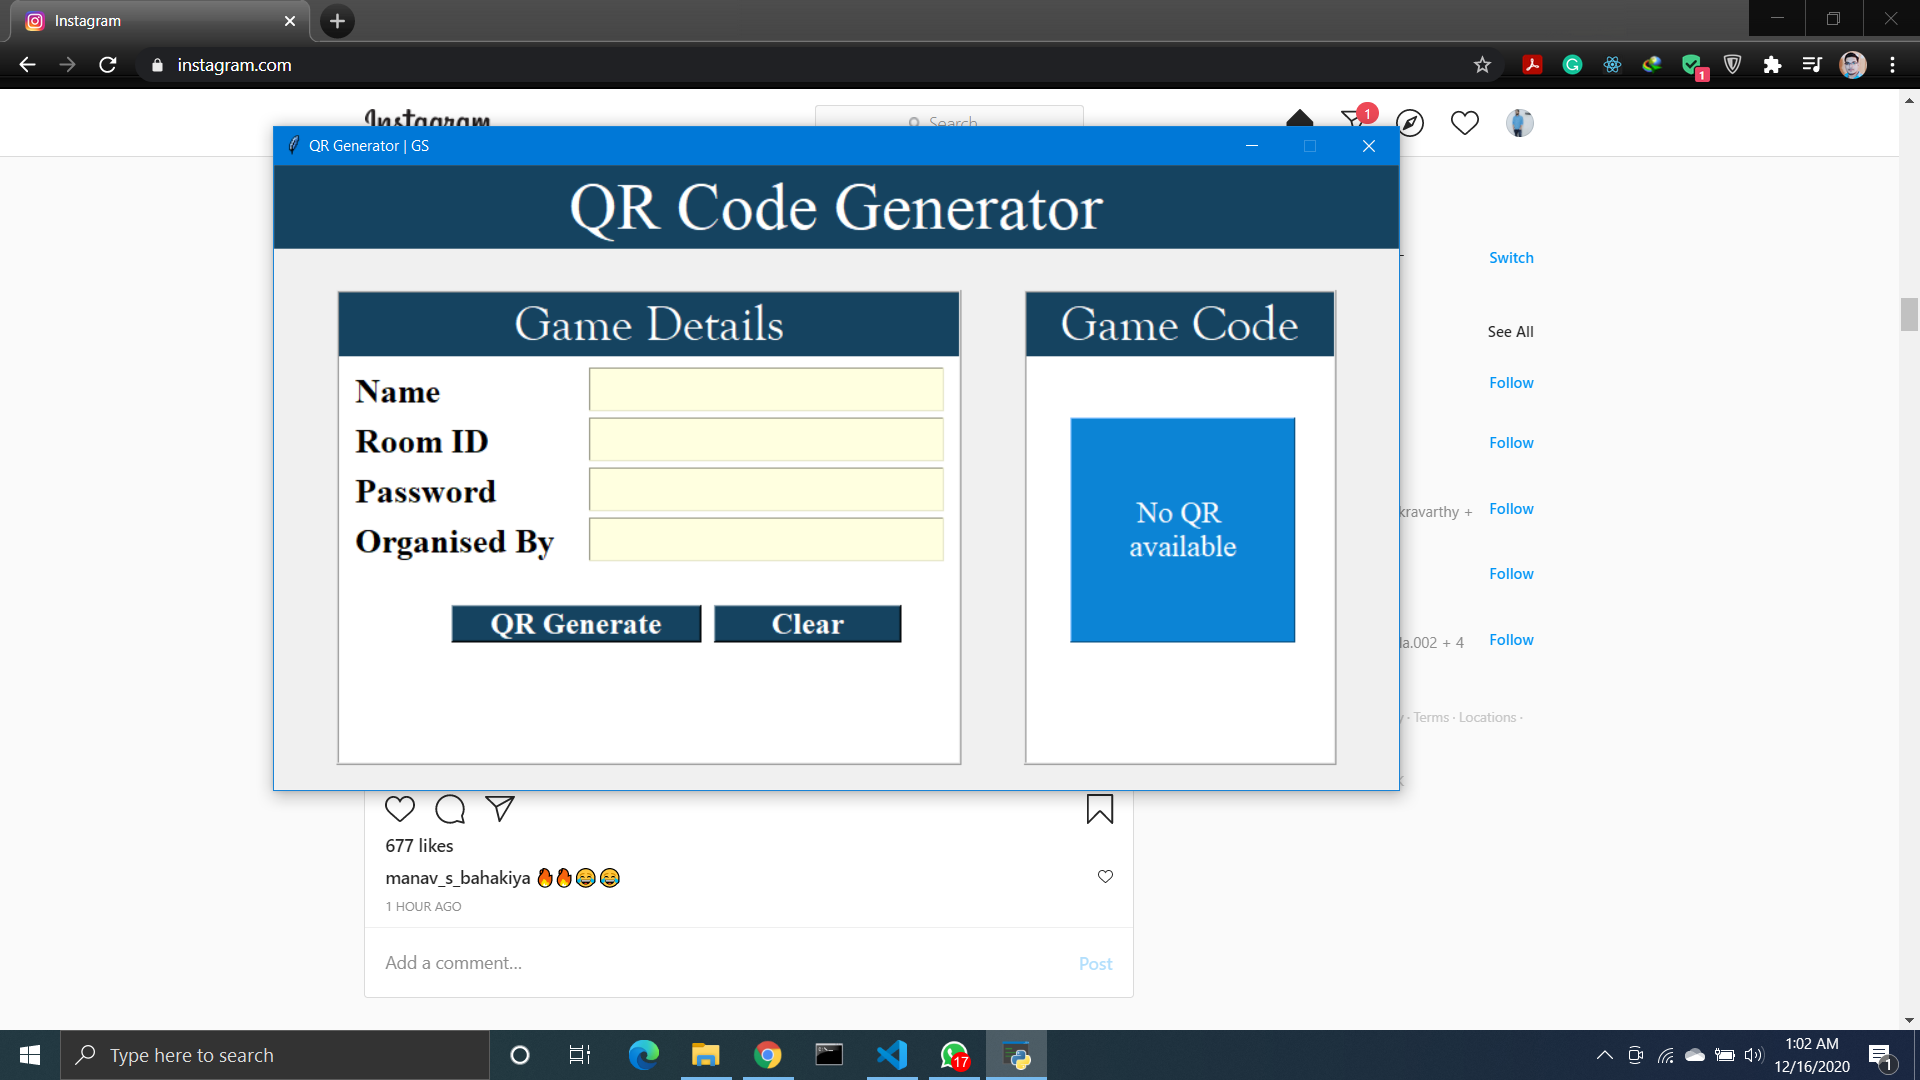 Instagram
instagram.com
1
Instagram
Search
1
QR Generator | GS
QR Code Generator
Switch
Game Details
Game Code
See All
Name
Follow
Room ID
Follow
Password
No QR
available
kravarthy +
Follow
Organised By
Follow
QR Generate
Clear
la.002 + 4
Follow
Terms · Locations ·
677 likes
manav_s_bahakiya 🔥🔥😂😂
1 HOUR AGO
Add a comment...
Post
Type here to search
17
1:02 AM
12/16/2020
1